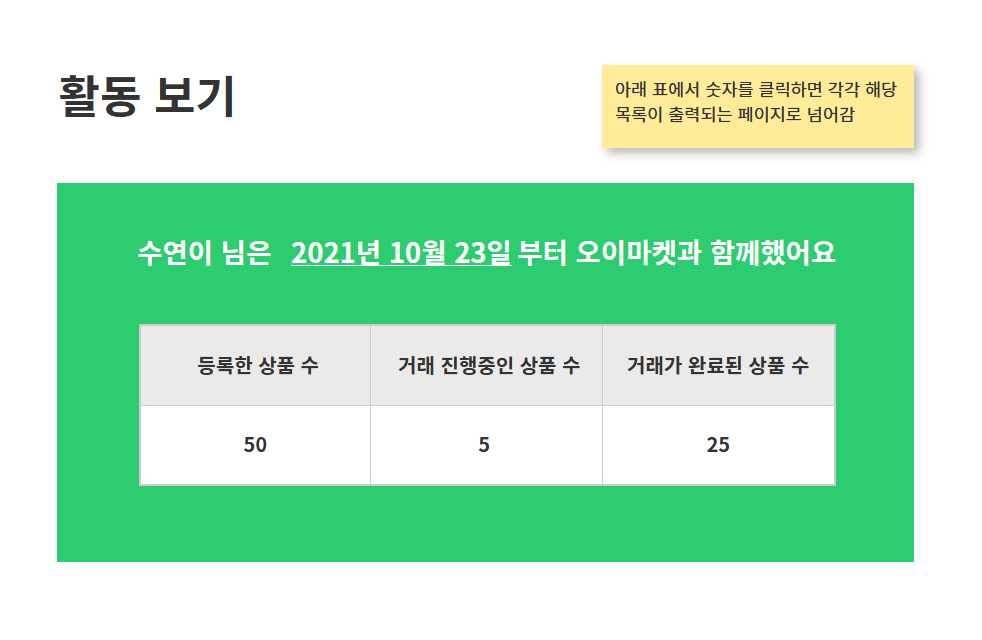 활동 보기
아래 표에서 숫자를 클릭하면 각각 해당
목록이 출력되는 페이지로 넘어감
수연이 님은 2021년 10월 23일 부터 오이마켓과 함께했어요
등록한 상품 수 거래 진행중인 상품 수 거래가 완료된 상품 수
50 5 25